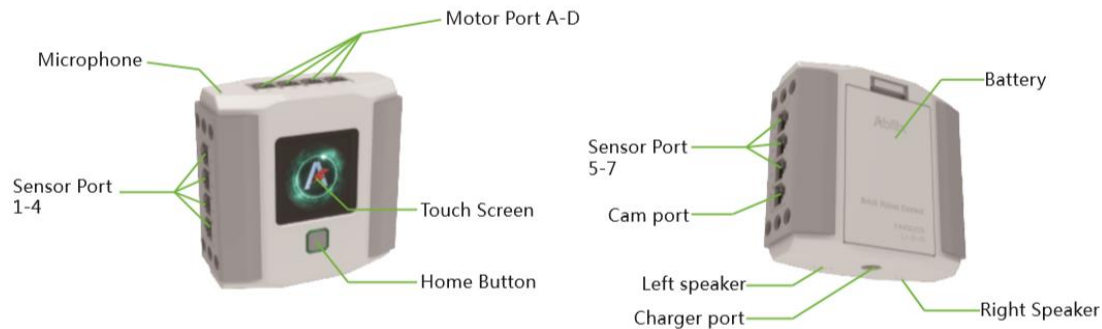 Motor Port A-D
Microphone
Sensor Port
1-4
Touch Screen
Home Button
Battery
Sensor Port
5-7
Cam port
Left speaker
Charger port
Right Speaker